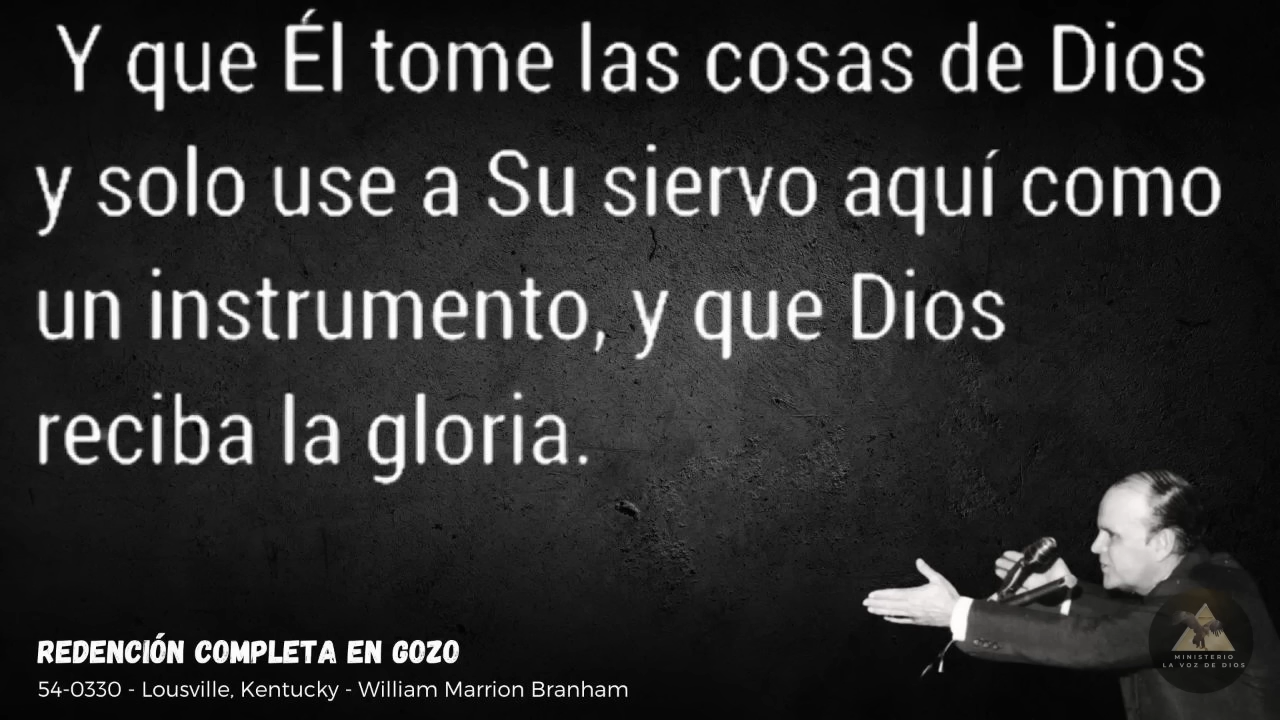 Y que Él tome las cosas de Dios
y solo use a Su siervo aquí como
un instrumento, y que Dios
reciba la gloria.
REDENCIÓN COMPLETA EN GOZO
54-0330 - Lousville, Kentucky - William Marrion Branham
MINISTERIO
LA VOZ DE DIOS